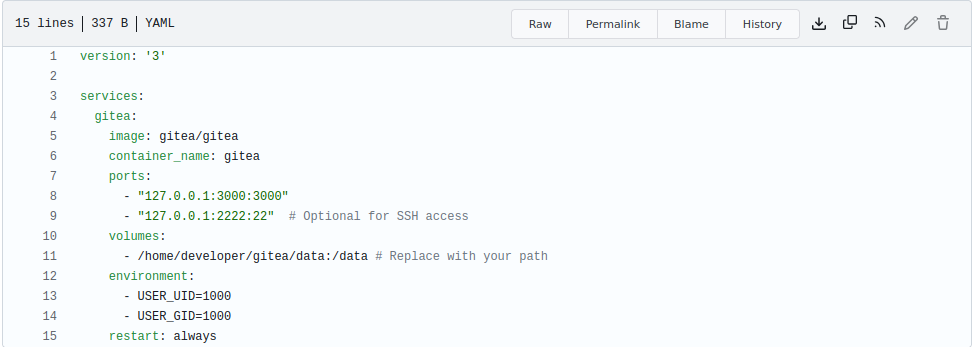 15 lines | 337 B | YAML
Raw Permalink Blame History
1 version: '3'
2
3 services:
4   gitea:
5     image: gitea/gitea
6     container_name: gitea
7     ports:
8       - "127.0.0.1:3000:3000"
9       - "127.0.0.1:2222:22"  # Optional for SSH access
10     volumes:
11       - /home/developer/gitea/data:/data # Replace with your path
12     environment:
13       - USER_UID=1000
14       - USER_GID=1000
15     restart: always